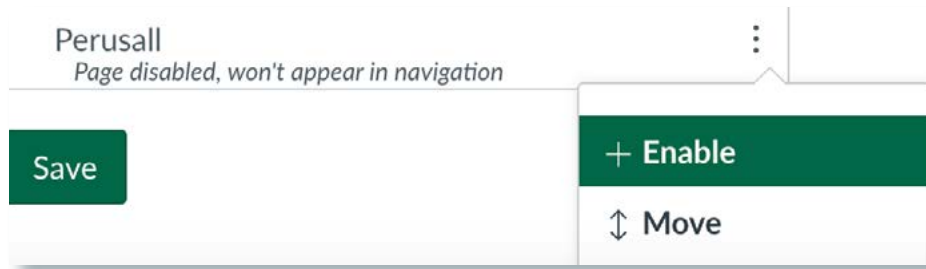 Perusall
Page disabled, won't appear in navigation
Save
Enable
Move